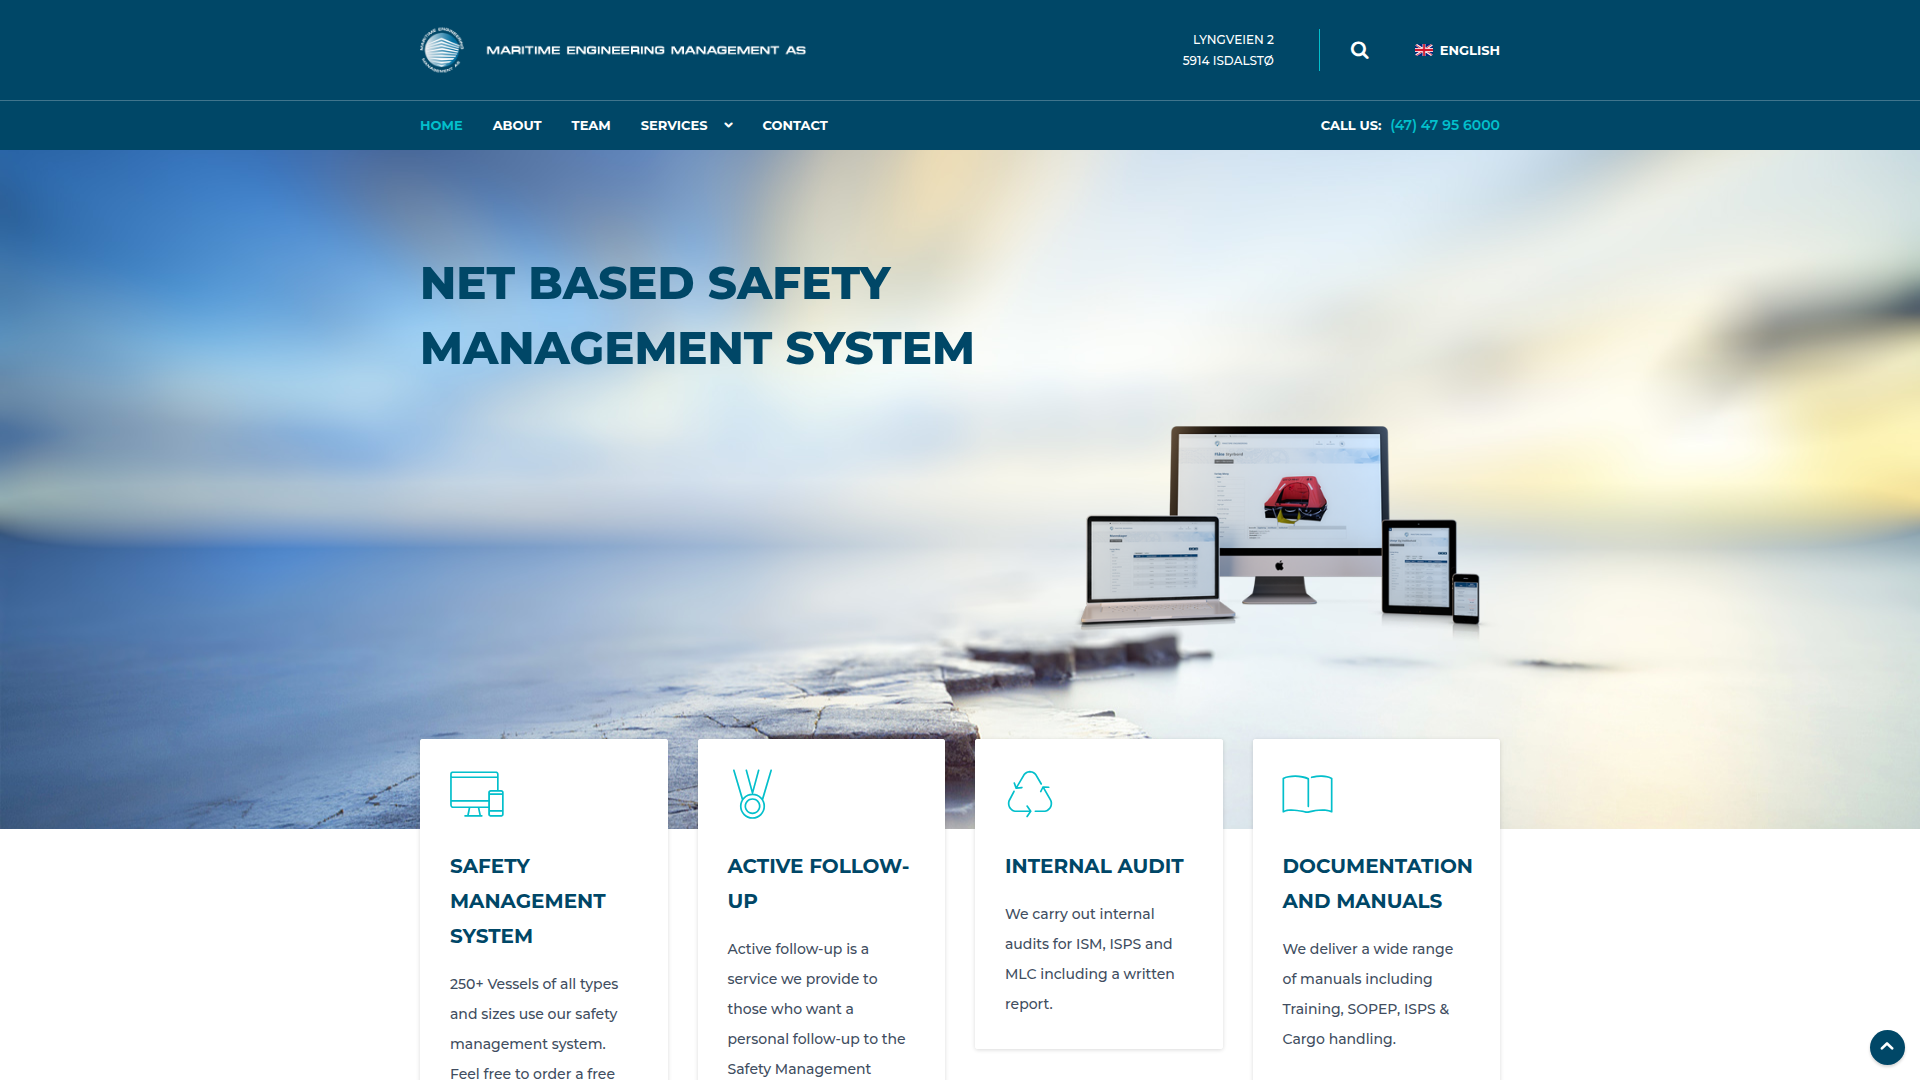 MARITIME ENGINEERING MANAGEMENT AS
LYNGVEIEN 2
5914 ISDALSTØ
ENGLISH
HOME ABOUT TEAM SERVICES CONTACT
CALL US: (47) 47 95 6000
NET BASED SAFETY
MANAGEMENT SYSTEM
SAFETY
MANAGEMENT
SYSTEM
250+ Vessels of all types
and sizes use our safety
management system.
Feel free to order a free
ACTIVE FOLLOW-
UP
Active follow-up is a
service we provide to
those who want a
personal follow-up to the
Safety Management
INTERNAL AUDIT
We carry out internal
audits for ISM, ISPS and
MLC including a written
report.
DOCUMENTATION
AND MANUALS
We deliver a wide range
of manuals including
Training, SOPEP, ISPS &
Cargo handling.